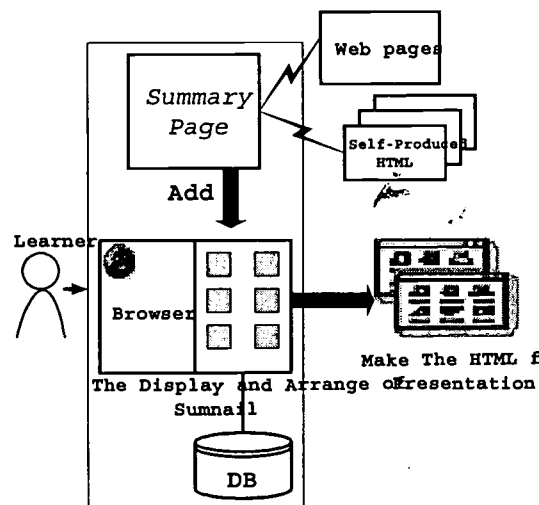 Web pages
Summary
Page
Self-Produced
HTML
Add
Learner
Browser
Make The HTML f
The Display and Arrange o
Presentation
Sumnail
DB